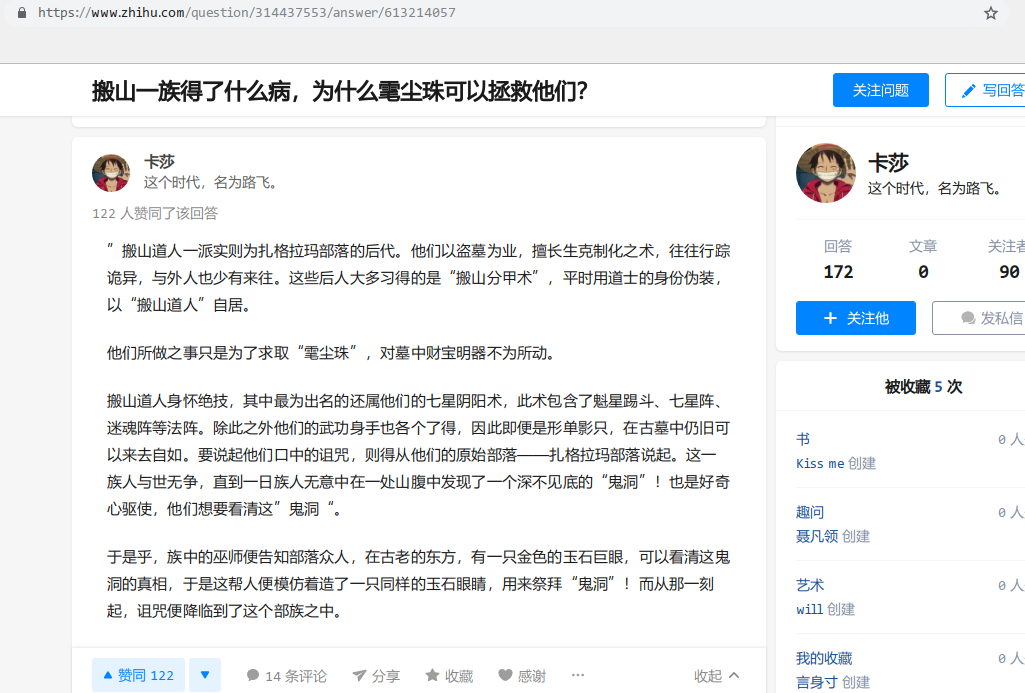 https://www.zhihu.com/question/314437553/answer/613214057
搬山一族得了什么病，为什么雮尘珠可以拯救他们？
关注问题
写回答
卡莎
这个时代，名为路飞。
122 人赞同了该回答
”搬山道人一派实则为扎格拉玛部落的后代。他们以盗墓为业，擅长生克制化之术，往往行踪
诡异，与外人也少有来往。这些后人大多习得的是“搬山分甲术”，平时用道士的身份伪装，
以“搬山道人”自居。
他们所做之事只是为了求取“雮尘珠”，对墓中财宝明器不为所动。
搬山道人身怀绝技，其中最为出名的还属他们的七星阴阳术，此术包含了魁星踢斗、七星阵、
迷魂阵等法阵。除此之外他们的武功身手也各个了得，因此即便是形单影只，在古墓中仍旧可
以来去自如。要说起他们口中的诅咒，则得从他们的原始部落——扎格拉玛部落说起。这一
族人与世无争，直到一日族人无意中在一处山腹中发现了一个深不见底的“鬼洞”！也是好奇
心驱使，他们想要看清这”鬼洞“。
于是乎，族中的巫师便告知部落众人，在古老的东方，有一只金色的玉石巨眼，可以看清这鬼
洞的真相，于是这帮人便模仿着造了一只同样的玉石眼睛，用来祭拜“鬼洞”！而从那一刻
起，诅咒便降临到了这个部族之中。
赞同 122
14 条评论
分享
收藏
感谢
收起
卡莎
这个时代，名为路飞。
回答 文章 关注者
172 0 90
关注他
发私信
被收藏 5 次
书 0 人
Kiss me 创建
趣问 0 人
聂凡领 创建
艺术 0 人
will 创建
我的收藏 0 人
言身寸 创建